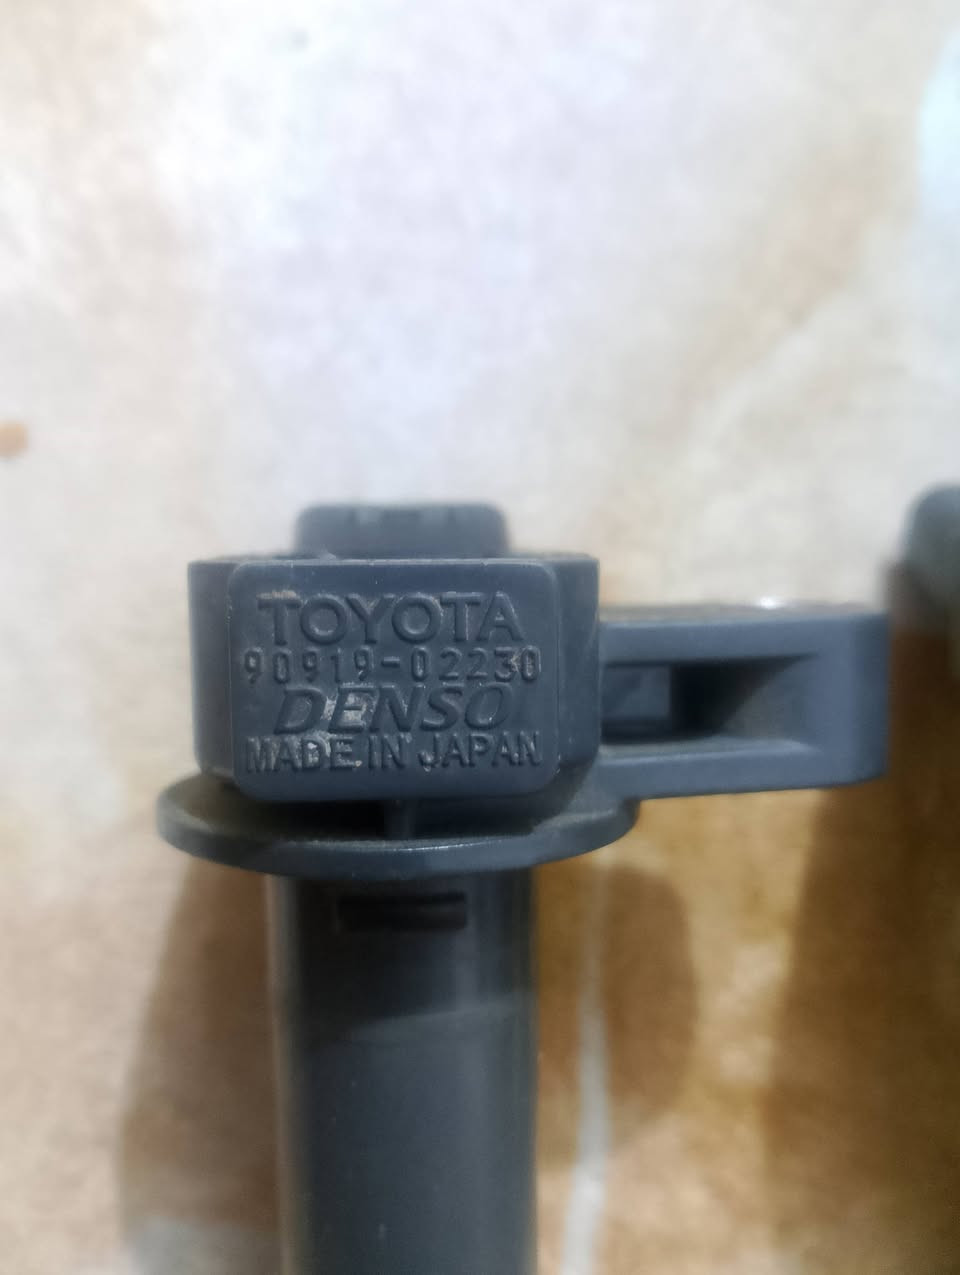 TOYOTA
90919-02230
DENSO
MADE IN JAPAN